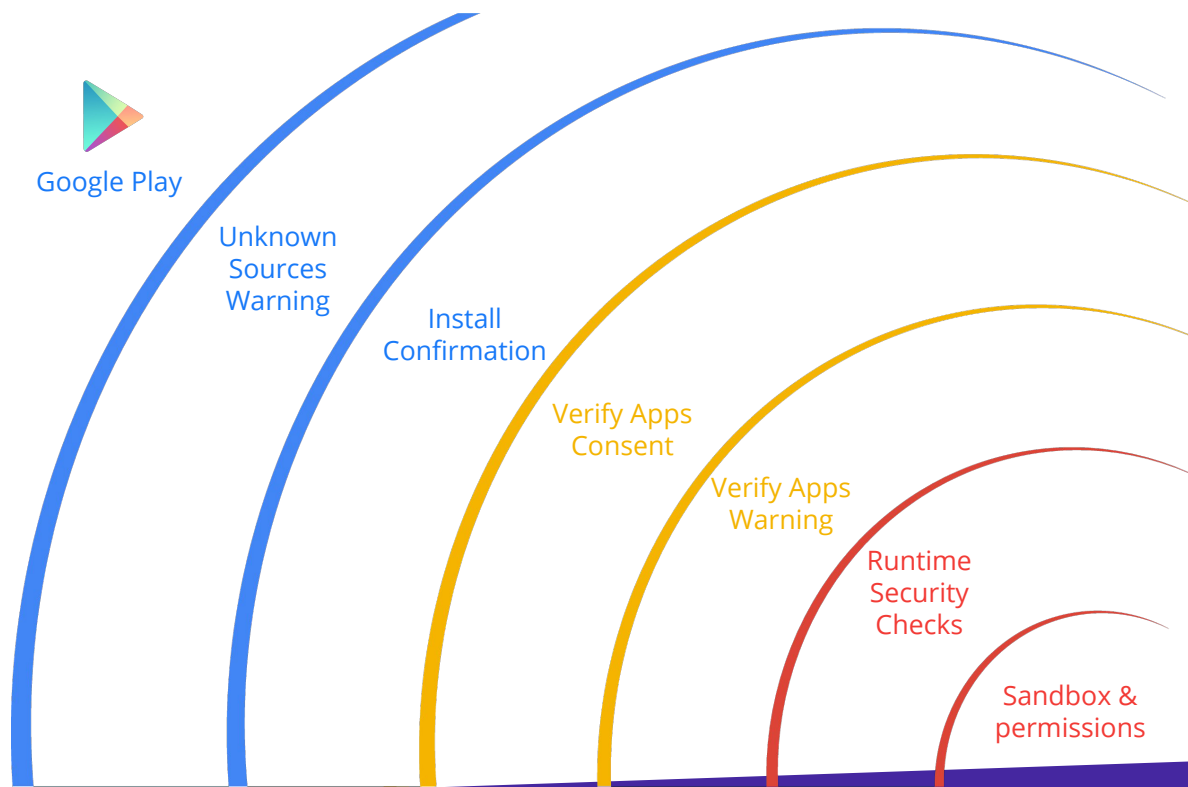 Google Play
Unknown
Sources
Warning
Install
Confirmation
Verify Apps
Consent
Verify Apps
Warning
Runtime
Security
Checks
Sandbox &
permissions